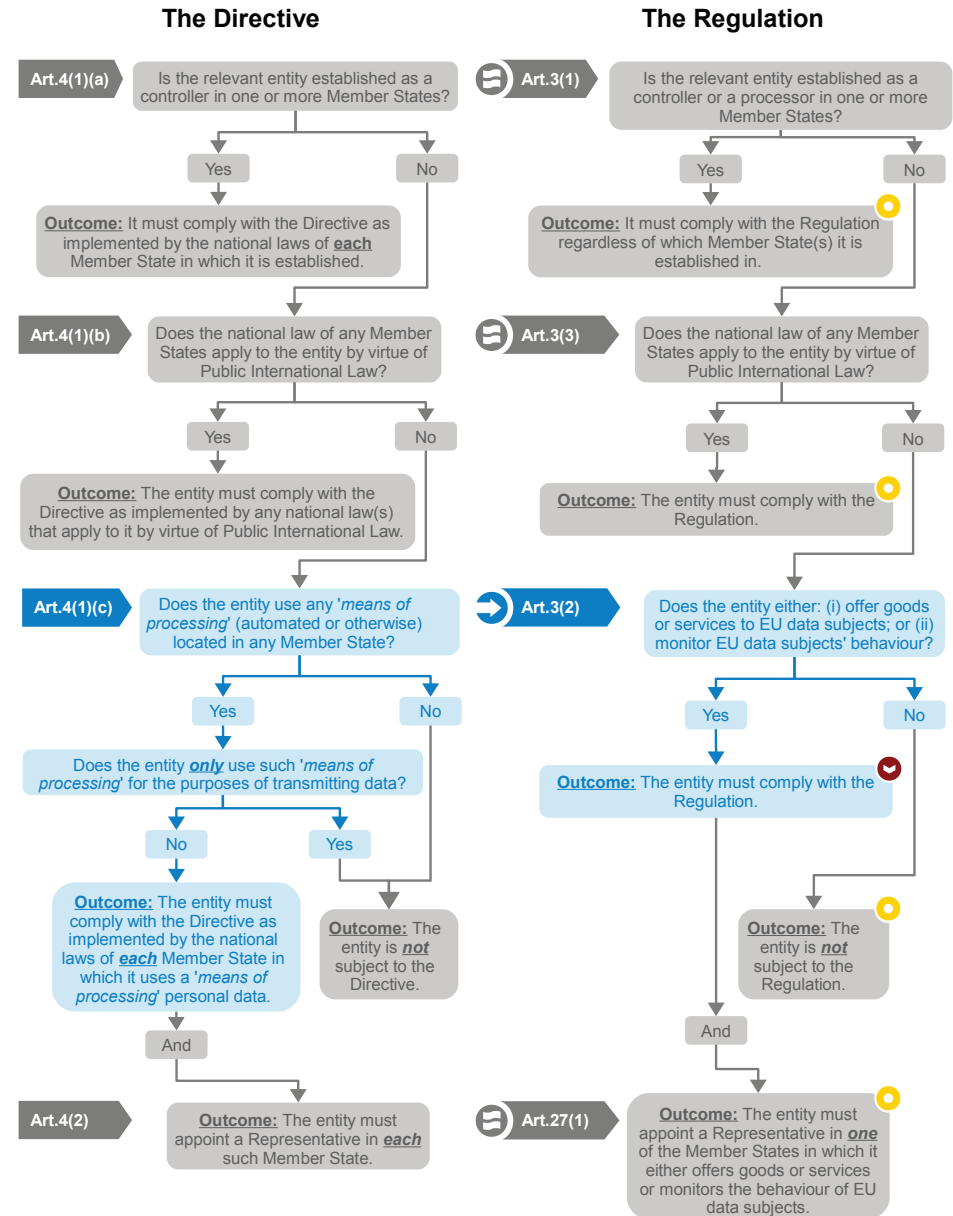 The Directive
Art.4(1)(a)
Is the relevant entity established as a
controller in one or more Member States?
Yes
No
Outcome: It must comply with the Directive as
implemented by the national laws of each
Member State in which it is established.
Art.4(1)(b)
Does the national law of any Member
States apply to the entity by virtue of
Public International Law?
Yes
No
Outcome: The entity must comply with the
Directive as implemented by any national law(s)
that apply to it by virtue of Public International Law.
Art.4(1)(c)
Does the entity use any 'means of
processing' (automated or otherwise)
located in any Member State?
Yes
No
Does the entity only use such 'means of
processing' for the purposes of transmitting data?
No
Yes
Outcome: The entity must
comply with the Directive as
implemented by the national
laws of each Member State in
which it uses a 'means of
processing' personal data.
Outcome: The
entity is not
subject to the
Directive.
And
Art.4(2)
Outcome: The entity must
appoint a Representative in each
such Member State.
The Regulation
Art.3(1)
Is the relevant entity established as a
controller or a processor in one or more
Member States?
Yes
No
Outcome: It must comply with the Regulation
regardless of which Member State(s) it is
established in.
Art.3(3)
Does the national law of any Member
States apply to the entity by virtue of
Public International Law?
Yes
No
Outcome: The entity must comply with the
Regulation.
Art.3(2)
Does the entity either: (i) offer goods
or services to EU data subjects; or (ii)
monitor EU data subjects' behaviour?
Yes
No
Outcome: The entity must comply with the
Regulation.
Outcome: The
entity is not
subject to the
Regulation.
And
Art.27(1)
Outcome: The entity must
appoint a Representative in one
of the Member States in which it
either offers goods or services
or monitors the behaviour of EU
data subjects.